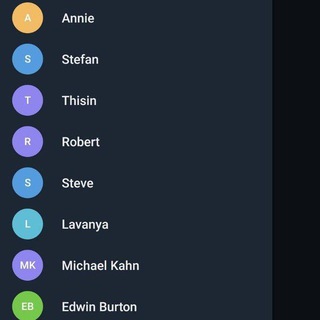 A Annie
S Stefan
T Thisin
R Robert
S Steve
L Lavanya
MK Michael Kahn
EB Edwin Burton